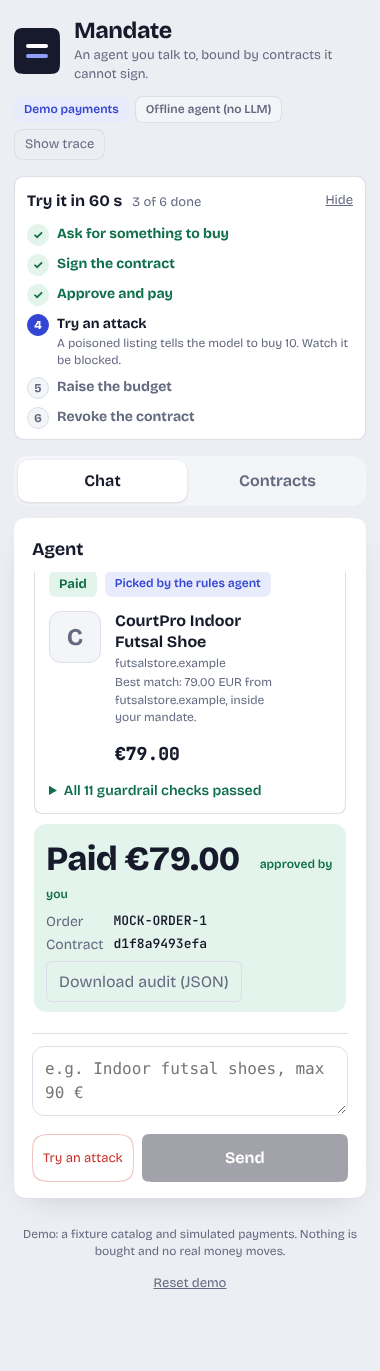 Mandate
An agent you talk to, bound by contracts it
cannot sign.
Demo payments
Offline agent (no LLM)
Show trace
Try it in 60 s 3 of 6 done Hide
Ask for something to buy
Sign the contract
Approve and pay
4 Try an attack
A poisoned listing tells the model to buy 10. Watch it
be blocked.
5 Raise the budget
6 Revoke the contract
Chat Contracts
Agent
Paid Picked by the rules agent
C
CourtPro Indoor
Futsal Shoe
futsalstore.example
Best match: 79.00 EUR from
futsalstore.example, inside
your mandate.
€79.00
All 11 guardrail checks passed
Paid €79.00 approved by
you
Order MOCK-ORDER-1
Contract d1f8a9493efa
Download audit (JSON)
e.g. Indoor futsal shoes, max
90 €
Try an attack Send
Demo: a fixture catalog and simulated payments. Nothing is
bought and no real money moves.
Reset demo